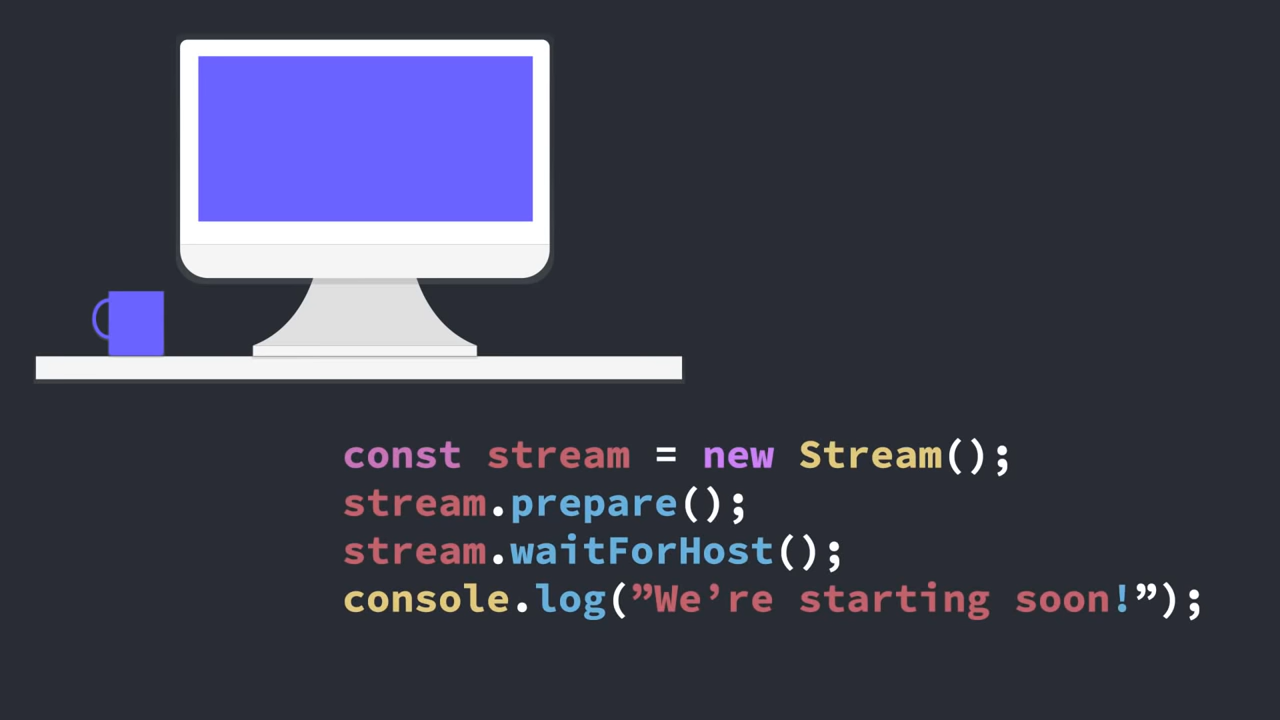 const stream = new Stream();
stream.prepare();
stream.waitForHost();
console.log(”We’re starting soon!”);